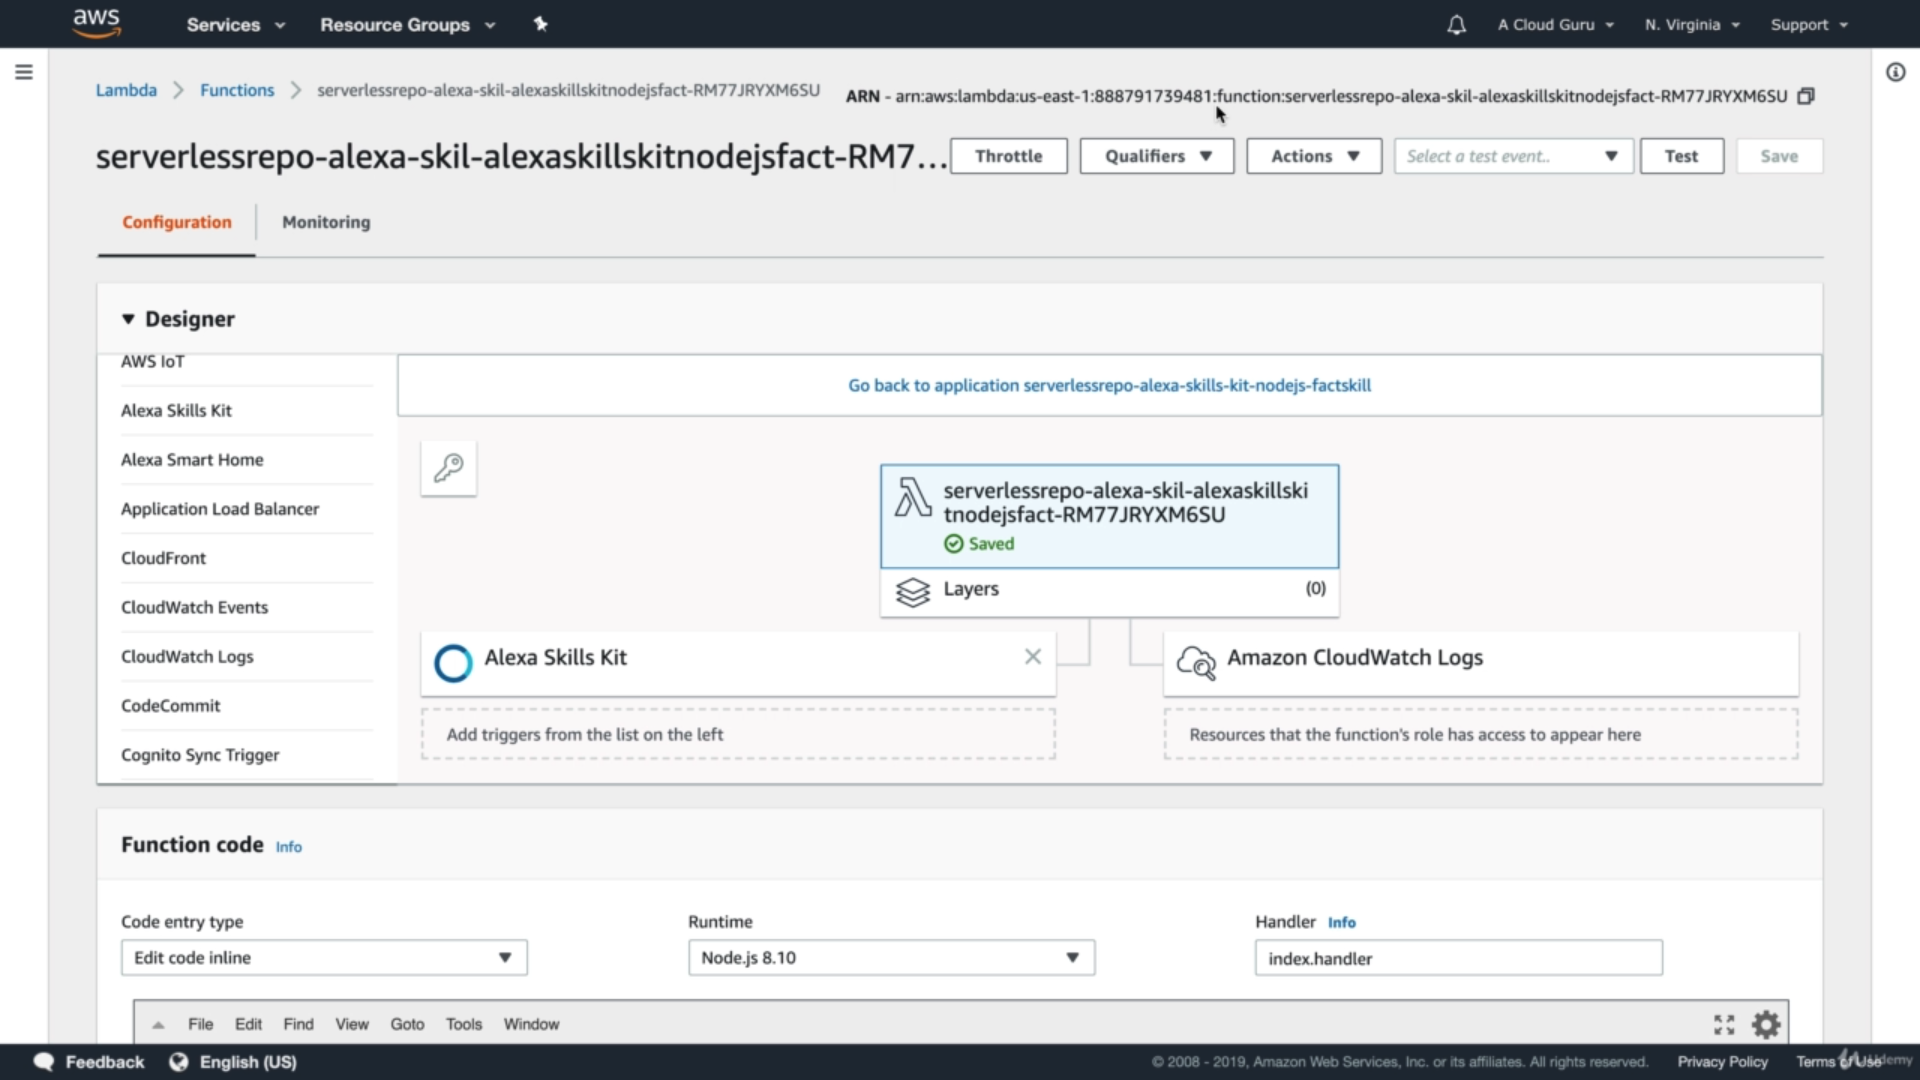 aws Services Resource Groups A Cloud Guru N. Virginia Support
Lambda Functions serverlessrepo-alexa-skil-alexaskillskitnodejsfact-RM77JRYXM6SU
ARN - arn:aws:lambda:us-east-1:888791739481:function:serverlessrepo-alexa-skil-alexaskillskitnodejsfact-RM77JRYXM6SU
serverlessrepo-alexa-skil-alexaskillskitnodejsfact-RM7... Throttle Qualifiers Actions Select a test event.. Test Save
Configuration Monitoring
Designer
AWS IoT
Alexa Skills Kit
Alexa Smart Home
Application Load Balancer
CloudFront
CloudWatch Events
CloudWatch Logs
CodeCommit
Cognito Sync Trigger
Go back to application serverlessrepo-alexa-skills-kit-nodejs-factskill
serverlessrepo-alexa-skil-alexaskillski
tnodejsfact-RM77JRYXM6SU
Saved
Layers (0)
Alexa Skills Kit
Add triggers from the list on the left
Amazon CloudWatch Logs
Resources that the function's role has access to appear here
Function code Info
Code entry type
Edit code inline
Runtime
Node.js 8.10
Handler Info
index.handler
File Edit Find View Goto Tools Window
Feedback English (US) © 2008 - 2019, Amazon Web Services, Inc. or its affiliates. All rights reserved. Privacy Policy Terms of Use